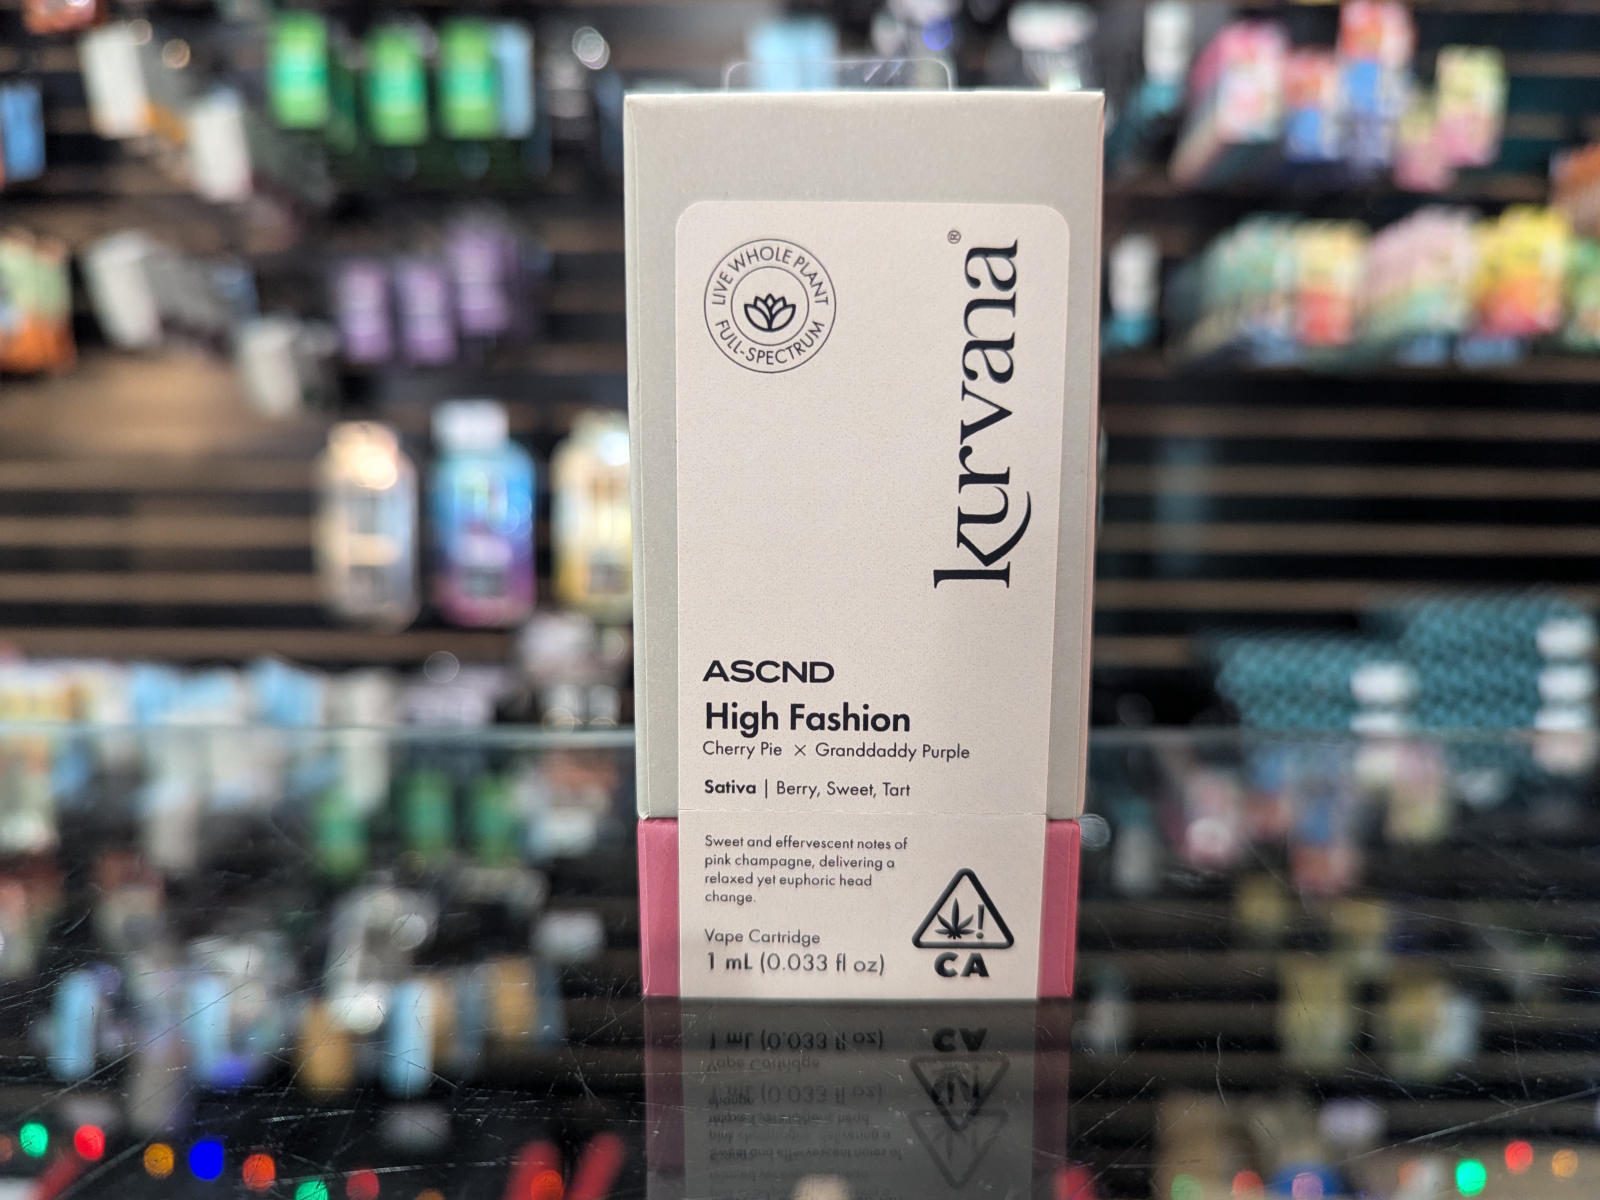 LIVE WHOLE PLANT
FULL-SPECTRUM
kurvana®
ASCND
High Fashion
Cherry Pie × Granddaddy Purple
Sativa | Berry, Sweet, Tart
Sweet and effervescent notes of
pink champagne, delivering a
relaxed yet euphoric head
change.
Vape Cartridge
1 mL (0.033 fl oz)
!
CA